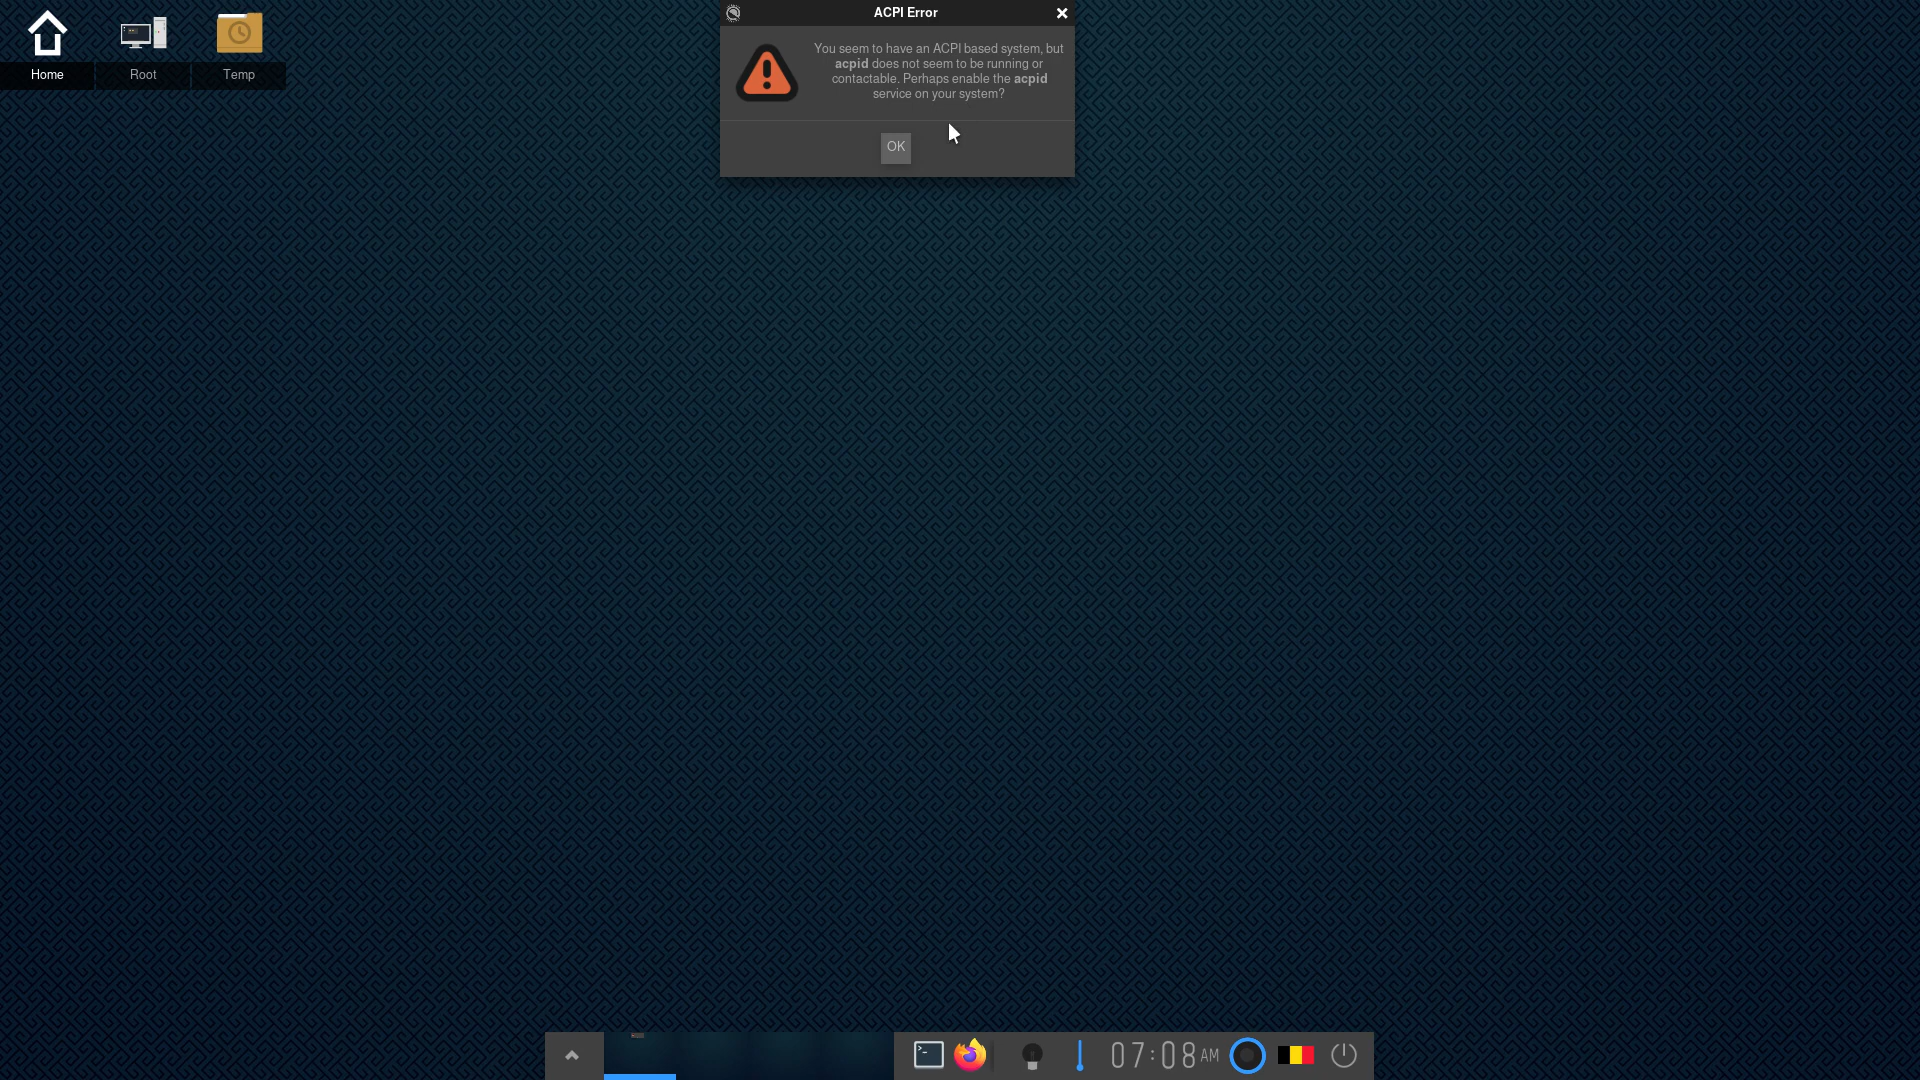 ACPI Error
You seem to have an ACPI based system, but
acpid does not seem to be running or
contactable. Perhaps enable the acpid
service on your system?
OK
Home
Root
Temp
07:08 AM